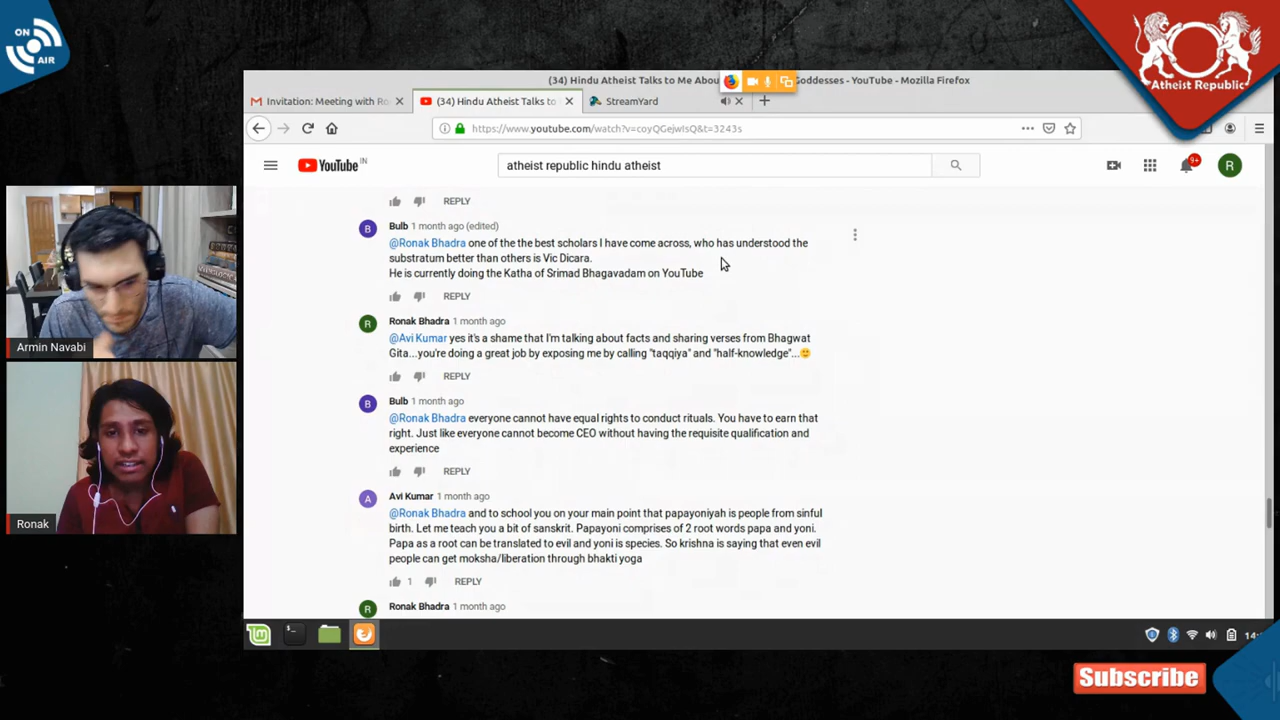 ON
AIR
Atheist Republic
(34) Hindu Atheist Talks to Me Abou
Goddesses - YouTube - Mozilla Firefox
Invitation: Meeting with Ro
(34) Hindu Atheist Talks to
StreamYard
https://www.youtube.com/watch?v=coyQGejwIsQ&t=3243s
YouTube IN
atheist republic hindu atheist
9+
R
REPLY
B
Bulb 1 month ago (edited)
@Ronak Bhadra one of the the best scholars I have come across, who has understood the
substratum better than others is Vic Dicara.
He is currently doing the Katha of Srimad Bhagavadam on YouTube
REPLY
R
Ronak Bhadra 1 month ago
@Avi Kumar yes it's a shame that I'm talking about facts and sharing verses from Bhagwat
Gita...you're doing a great job by exposing me by calling "taqqiya" and "half-knowledge"...🙂
REPLY
B
Bulb 1 month ago
@Ronak Bhadra everyone cannot have equal rights to conduct rituals. You have to earn that
right. Just like everyone cannot become CEO without having the requisite qualification and
experience
REPLY
A
Avi Kumar 1 month ago
@Ronak Bhadra and to school you on your main point that papayoniyah is people from sinful
birth. Let me teach you a bit of sanskrit. Papayoni comprises of 2 root words papa and yoni.
Papa as a root can be translated to evil and yoni is species. So krishna is saying that even evil
people can get moksha/liberation through bhakti yoga
1
REPLY
R
Ronak Bhadra 1 month ago
Armin Navabi
Ronak
Subscribe